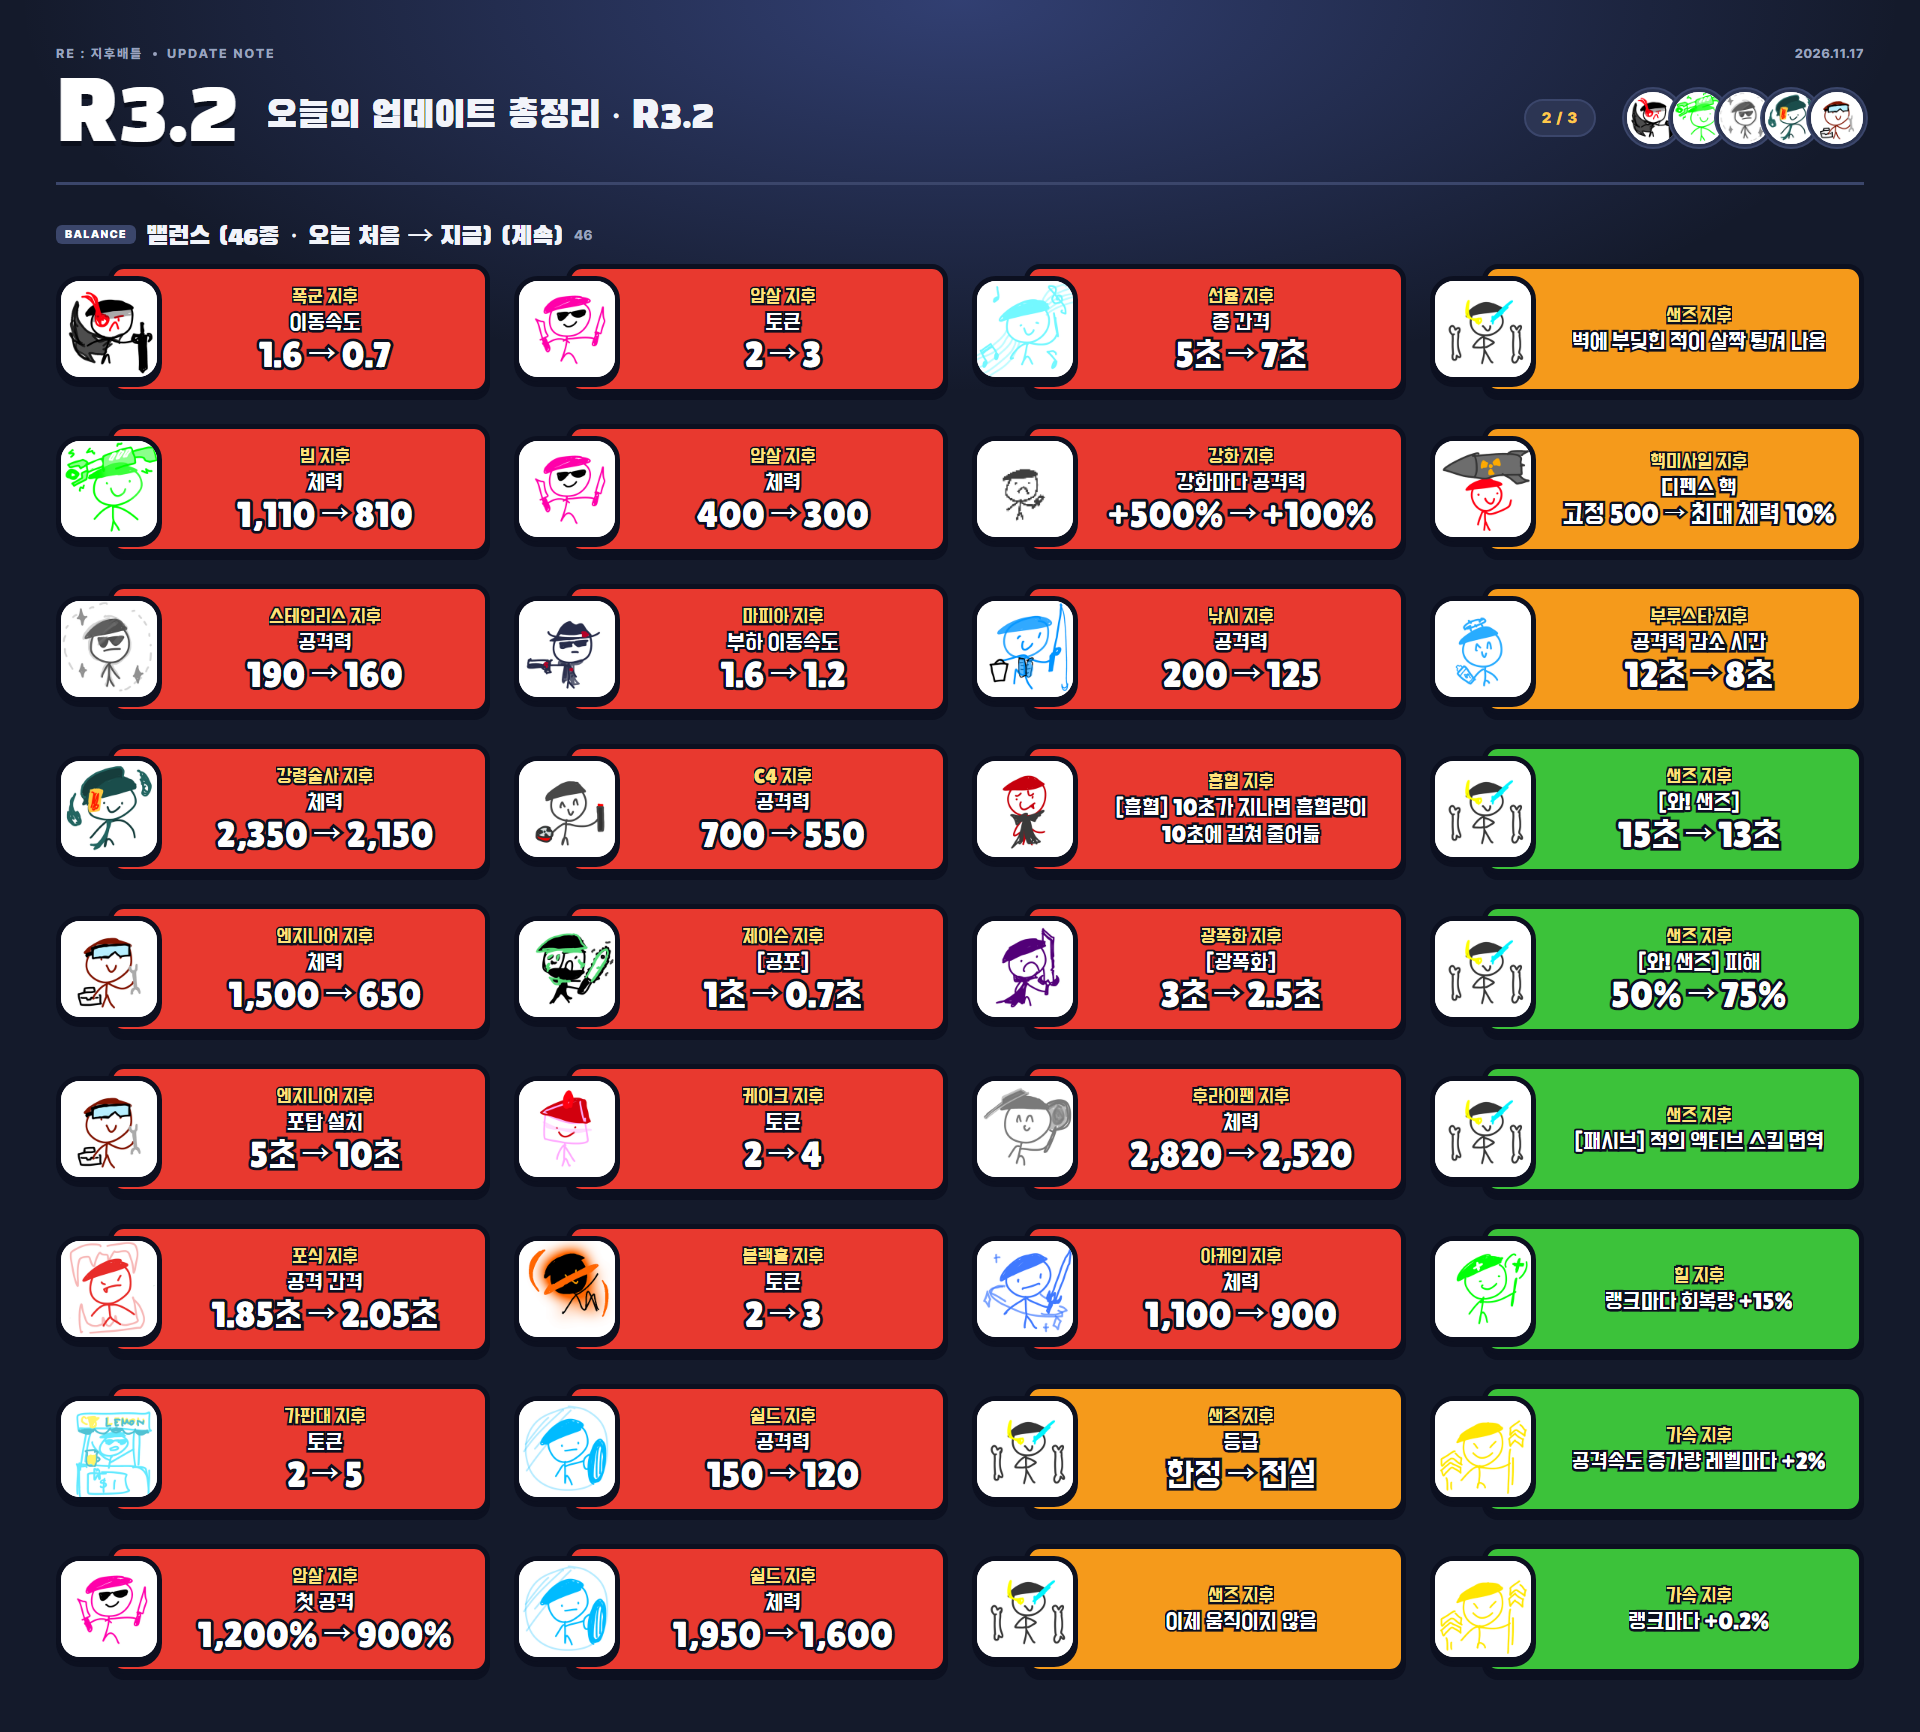 RE : 지후배틀 • UPDATE NOTE
2026.11.17
R3.2 오늘의 업데이트 총정리 · R3.2
2 / 3
BALANCE 밸런스 (46종 · 오늘 처음 → 지금) (계속) 46
폭군 지후
이동속도
1.6 → 0.7
빔 지후
체력
1,110 → 810
스테인리스 지후
공격력
190 → 160
강령술사 지후
체력
2,350 → 2,150
엔지니어 지후
체력
1,500 → 650
엔지니어 지후
포탑 설치
5초 → 10초
포식 지후
공격 간격
1.85초 → 2.05초
LEMON
$1
가판대 지후
토큰
2 → 5
암살 지후
첫 공격
1,200% → 900%
암살 지후
토큰
2 → 3
암살 지후
체력
400 → 300
마피아 지후
부하 이동속도
1.6 → 1.2
C4 지후
공격력
700 → 550
제이슨 지후
[공포]
1초 → 0.7초
케이크 지후
토큰
2 → 4
블랙홀 지후
토큰
2 → 3
쉴드 지후
공격력
150 → 120
쉴드 지후
체력
1,950 → 1,600
선율 지후
종 간격
5초 → 7초
강화 지후
강화마다 공격력
+500% → +100%
낚시 지후
공격력
200 → 125
흡혈 지후
[흡혈] 10초가 지나면 흡혈량이
10초에 걸쳐 줄어듦
광폭화 지후
[광폭화]
3초 → 2.5초
후라이팬 지후
체력
2,820 → 2,520
아케인 지후
체력
1,100 → 900
샌즈 지후
등급
한정 → 전설
샌즈 지후
이제 움직이지 않음
샌즈 지후
벽에 부딪힌 적이 살짝 튕겨 나옴
핵미사일 지후
디펜스 핵
고정 500 → 최대 체력 10%
부루스타 지후
공격력 감소 시간
12초 → 8초
샌즈 지후
[와! 샌즈]
15초 → 13초
샌즈 지후
[와! 샌즈] 피해
50% → 75%
샌즈 지후
[패시브] 적의 액티브 스킬 면역
힐 지후
랭크마다 회복량 +15%
가속 지후
공격속도 증가량 레벨마다 +2%
가속 지후
랭크마다 +0.2%